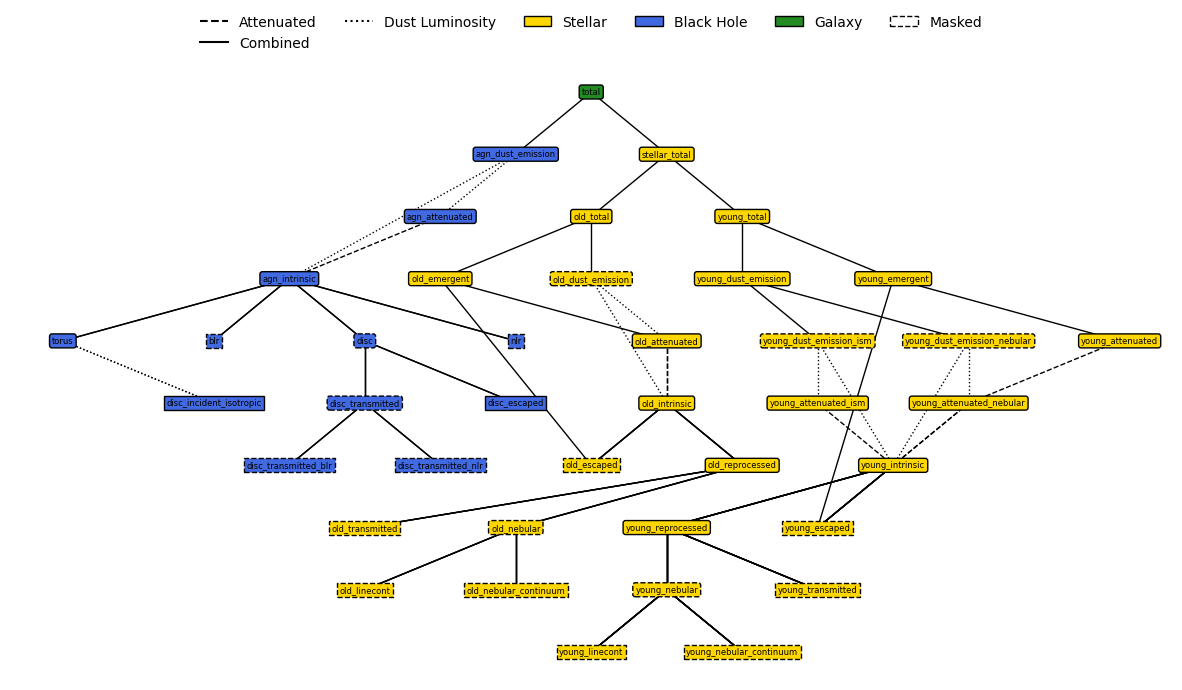 Attenuated Dust Luminosity Stellar Black Hole Galaxy Masked
Combined
total
agn_dust_emission stellar_total
agn_attenuated old_total young_total
agn_intrinsic old_emergent old_dust_emission young_dust_emission young_emergent
torus blr disc nlr old_attenuated young_dust_emission_ism young_dust_emission_nebular young_attenuated
disc_incident_isotropic disc_transmitted disc_escaped old_intrinsic young_attenuated_ism young_attenuated_nebular
disc_transmitted_blr disc_transmitted_nlr old_escaped old_reprocessed young_intrinsic
old_transmitted old_nebular young_reprocessed young_escaped
old_linecont old_nebular_continuum young_nebular young_transmitted
young_linecont young_nebular_continuum